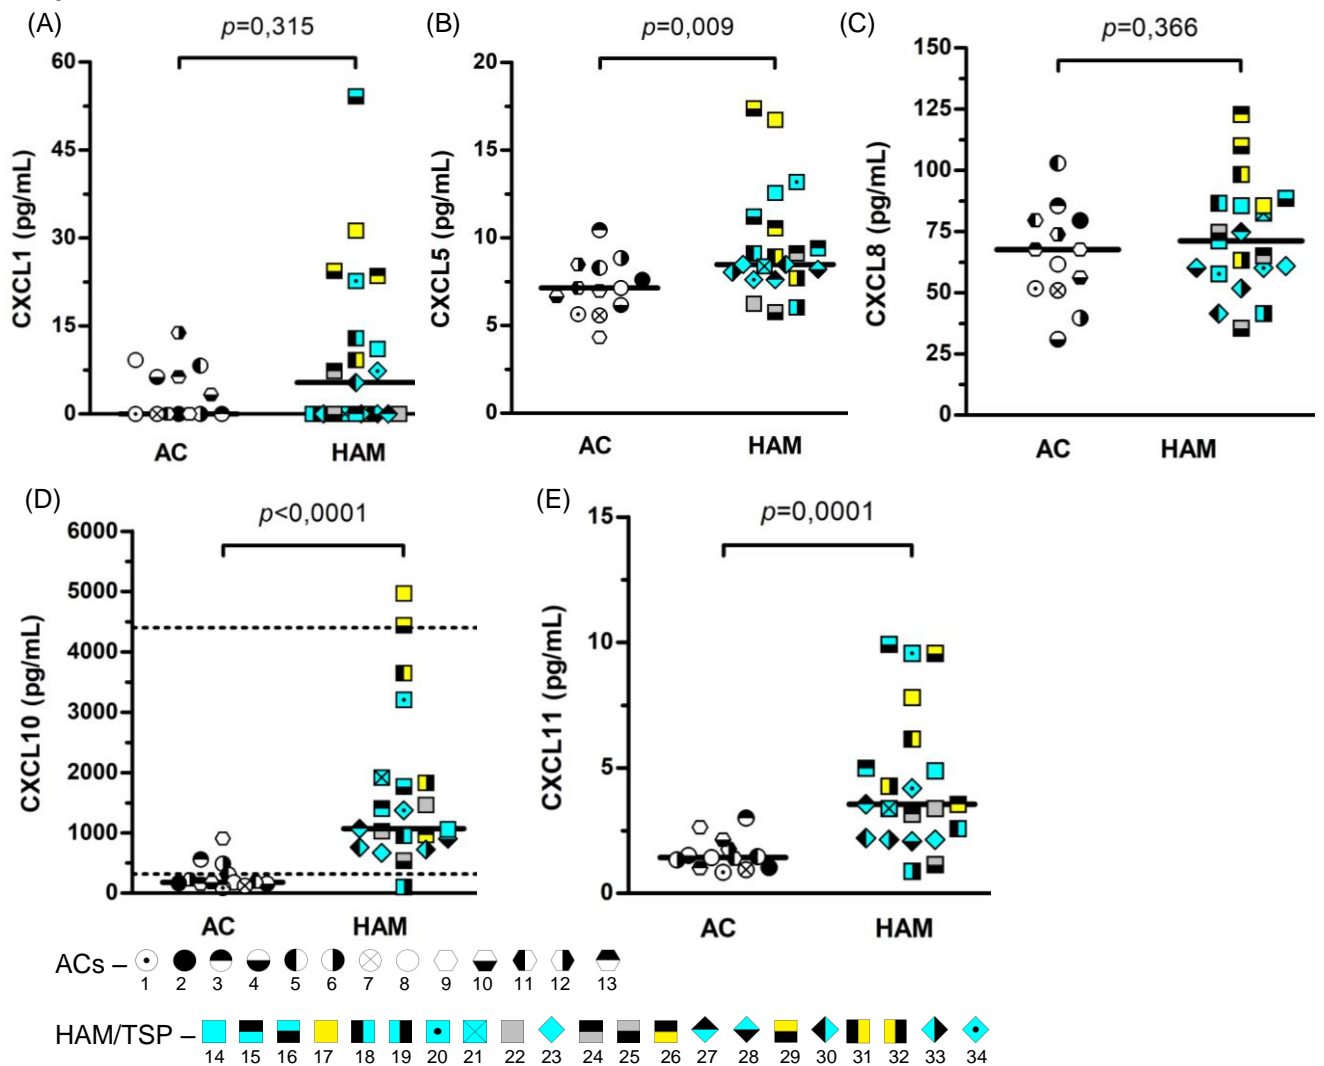 (A)
p=0,315
CXCL1 (pg/mL)
60
45
30
15
0
AC
HAM
(B)
p=0,009
CXCL5 (pg/mL)
20
15
10
5
0
AC
HAM
(C)
p=0,366
CXCL8 (pg/mL)
150
125
100
75
50
25
0
AC
HAM
(D)
p<0,0001
CXCL10 (pg/mL)
6000
5000
4000
3000
2000
1000
0
AC
HAM
(E)
p=0,0001
CXCL11 (pg/mL)
15
10
5
0
AC
HAM
ACs –
1 2 3 4 5 6 7 8 9 10 11 12 13
HAM/TSP –
14 15 16 17 18 19 20 21 22 23 24 25 26 27 28 29 30 31 32 33 34